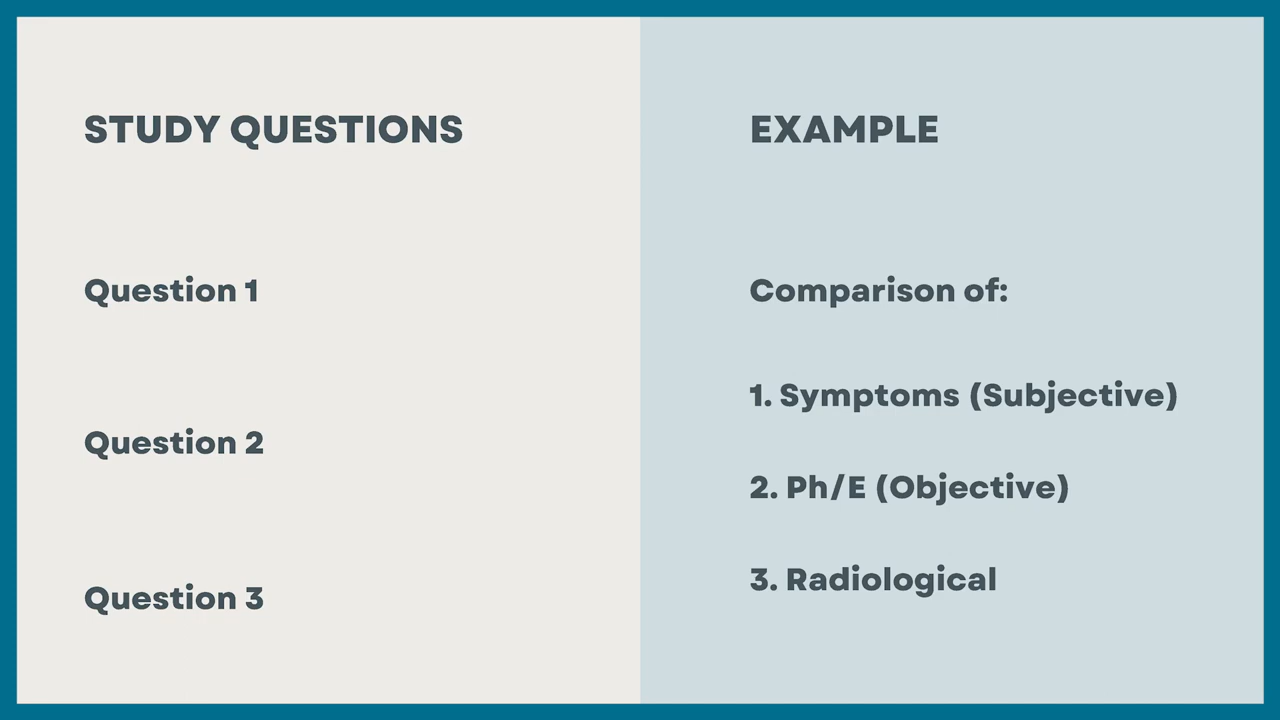 STUDY QUESTIONS
Question 1
Question 2
Question 3
EXAMPLE
Comparison of:
1. Symptoms (Subjective)
2. Ph/E (Objective)
3. Radiological